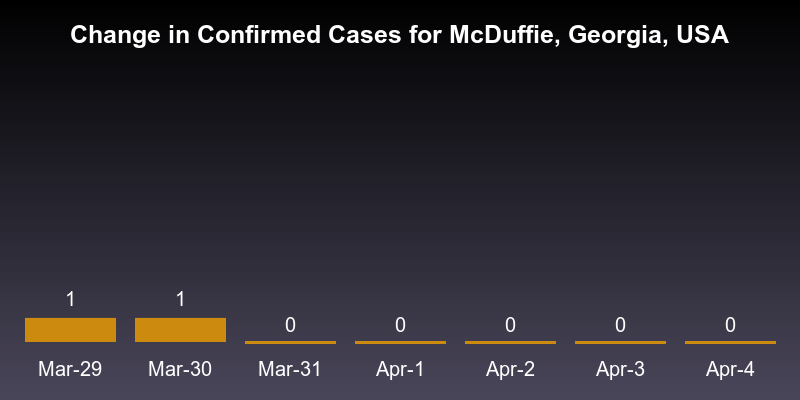 Change in Confirmed Cases for McDuffie, Georgia, USA
1 1 0 0 0 0 0
Mar-29 Mar-30 Mar-31 Apr-1 Apr-2 Apr-3 Apr-4